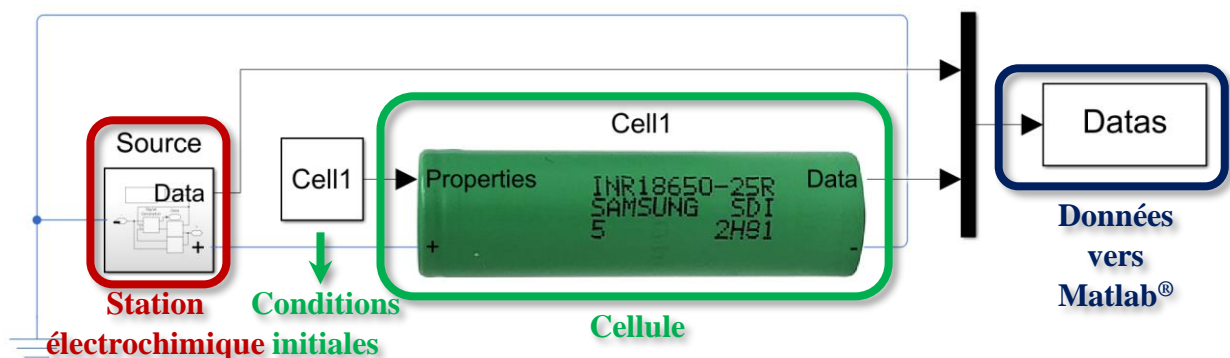 Source
Data
-
+
Station
électrochimique
Cell1
Conditions
initiales
Cell1
Properties
Data
INR18650-25R
SAMSUNG SDI
5 2H81
+
-
Cellule
Datas
Données
vers
Matlab®